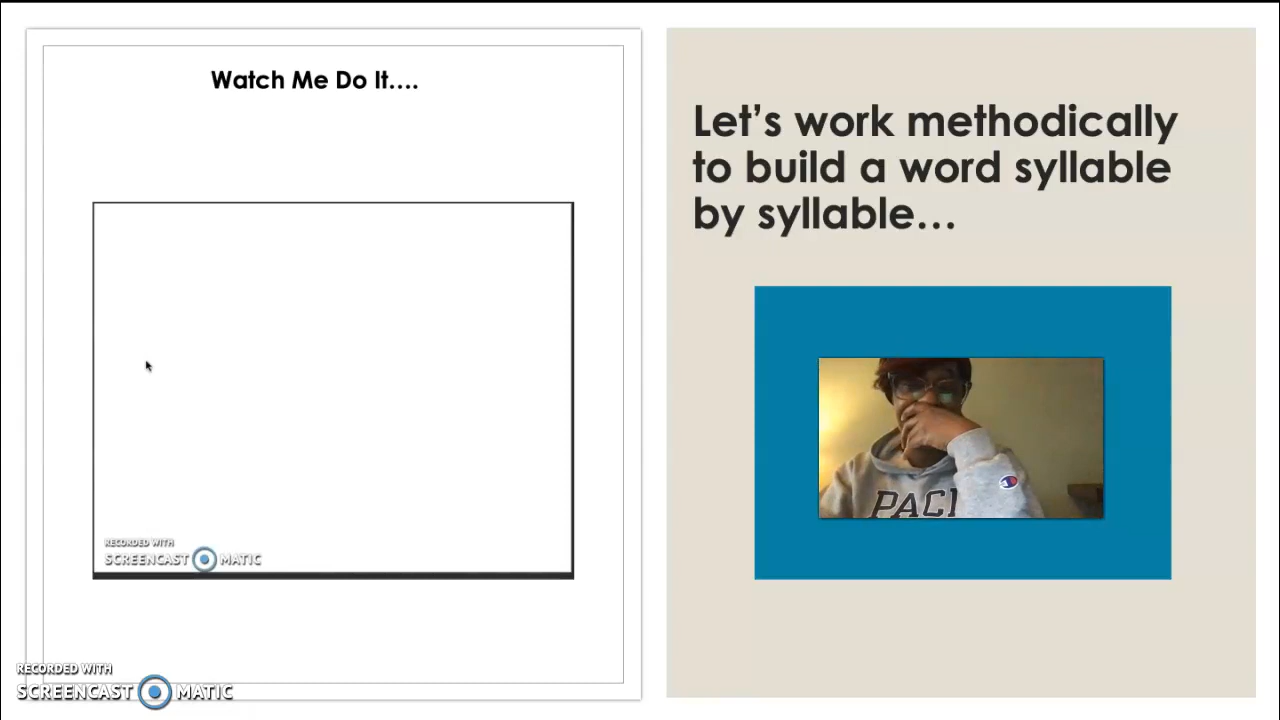 Watch Me Do It....
Let's work methodically
to build a word syllable
by syllable...
PACI
RECORDED WITH
SCREENCAST MATIC
RECORDED WITH
SCREENCAST MATIC